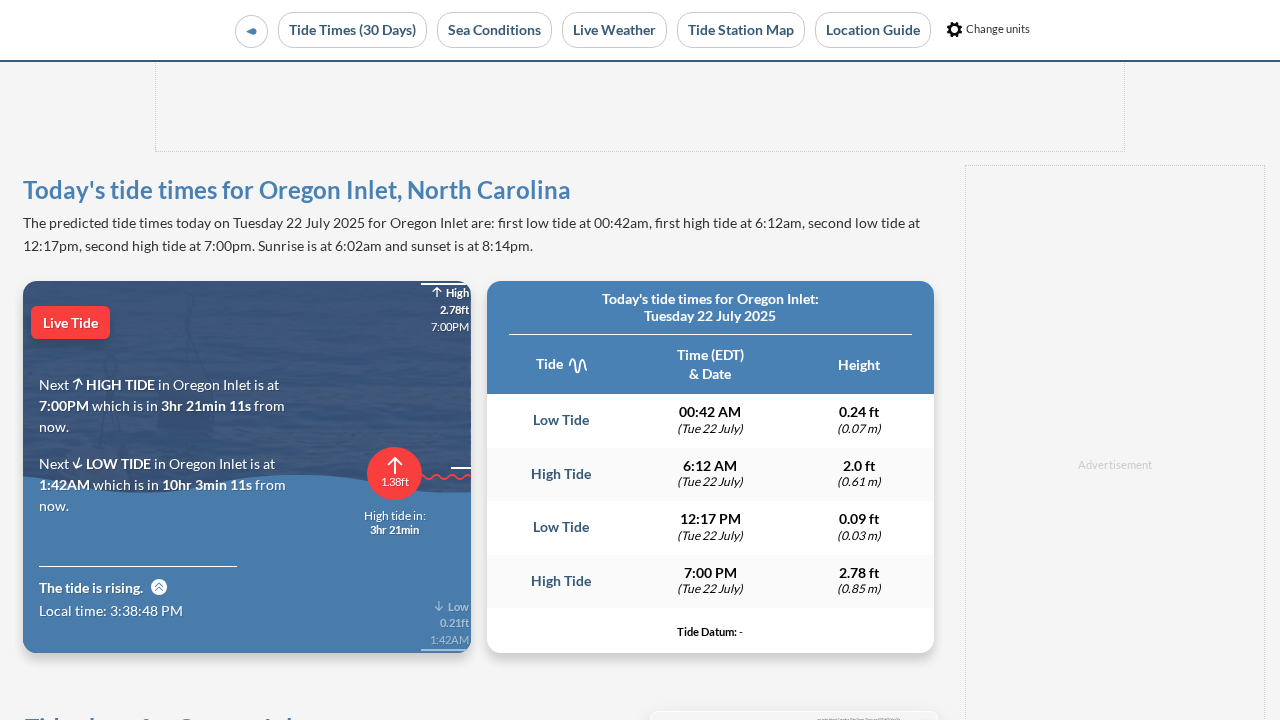 Tide Times (30 Days)
Sea Conditions
Live Weather
Tide Station Map
Location Guide
Change units
Today's tide times for Oregon Inlet, North Carolina
The predicted tide times today on Tuesday 22 July 2025 for Oregon Inlet are: first low tide at 00:42am, first high tide at 6:12am, second low tide at
12:17pm, second high tide at 7:00pm. Sunrise is at 6:02am and sunset is at 8:14pm.
Live Tide
High
2.78ft
7:00PM
Next HIGH TIDE in Oregon Inlet is at
7:00PM which is in 3hr 21min 11s from
now.
Next LOW TIDE in Oregon Inlet is at
1:42AM which is in 10hr 3min 11s from
now.
1.38ft
High tide in:
3hr 21min
The tide is rising.
Local time: 3:38:48 PM
Low
0.21ft
1:42AM
Today's tide times for Oregon Inlet:
Tuesday 22 July 2025
Tide
Time (EDT)
& Date
Height
Low Tide
00:42 AM
(Tue 22 July)
0.24 ft
(0.07 m)
High Tide
6:12 AM
(Tue 22 July)
2.0 ft
(0.61 m)
Low Tide
12:17 PM
(Tue 22 July)
0.09 ft
(0.03 m)
High Tide
7:00 PM
(Tue 22 July)
2.78 ft
(0.85 m)
Tide Datum: -
Advertisement